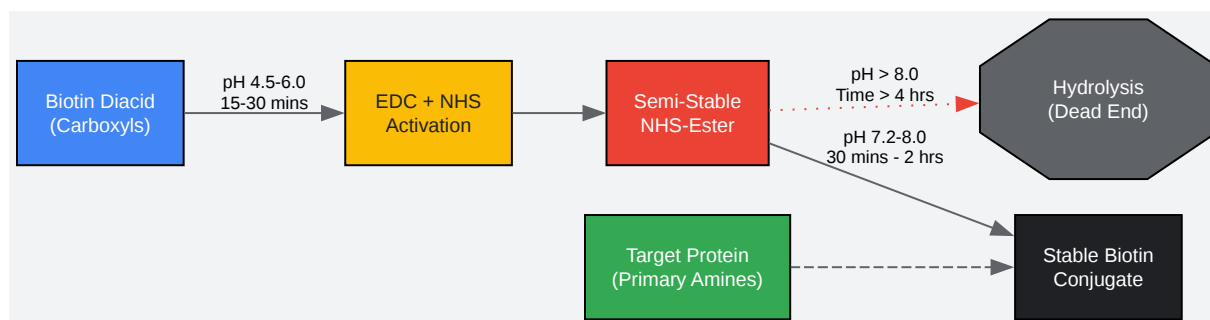 Biotin Diacid
(Carboxyls)
pH 4.5-6.0
15-30 mins
EDC + NHS
Activation
Semi-Stable
NHS-Ester
pH > 8.0
Time > 4 hrs
Hydrolysis
(Dead End)
pH 7.2-8.0
30 mins - 2 hrs
Target Protein
(Primary Amines)
Stable Biotin
Conjugate